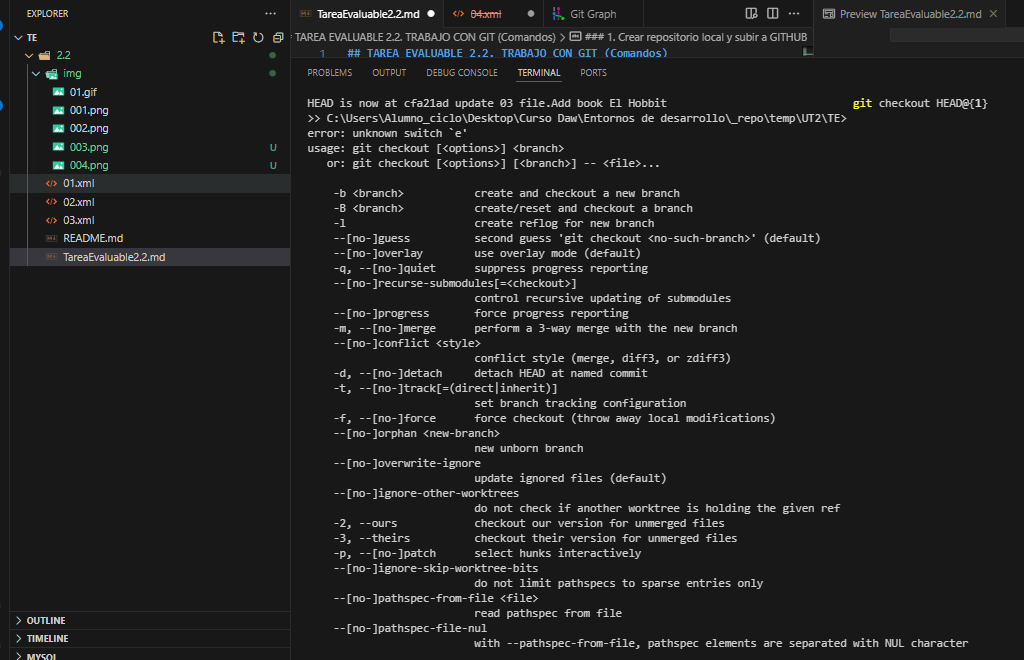 EXPLORER
TE
2.2
img
01.gif
001.png
002.png
003.png U
004.png U
01.xml
02.xml
03.xml
README.md
TareaEvaluable2.2.md
OUTLINE
TIMELINE
MYSQL
TareaEvaluable2.2.md
04.xml
Git Graph
Preview TareaEvaluable2.2.md
TAREA EVALUABLE 2.2. TRABAJO CON GIT (Comandos) > ### 1. Crear repositorio local y subir a GITHUB
1 ## TAREA EVALUABLE 2.2. TRABAJO CON GIT (Comandos)
PROBLEMS OUTPUT DEBUG CONSOLE TERMINAL PORTS
HEAD is now at cfa21ad update 03 file.Add book El Hobbit git checkout HEAD@{1}
>> C:\Users\Alumno_ciclo\Desktop\Curso Daw\Entornos de desarrollo\_repo\temp\UT2\TE>
error: unknown switch `e'
usage: git checkout [<options>] <branch>
or: git checkout [<options>] [<branch>] -- <file>...
-b <branch> create and checkout a new branch
-B <branch> create/reset and checkout a branch
-l create reflog for new branch
--[no-]guess second guess 'git checkout <no-such-branch>' (default)
--[no-]overlay use overlay mode (default)
-q, --[no-]quiet suppress progress reporting
--[no-]recurse-submodules[=<checkout>]
control recursive updating of submodules
--[no-]progress force progress reporting
-m, --[no-]merge perform a 3-way merge with the new branch
--[no-]conflict <style>
conflict style (merge, diff3, or zdiff3)
-d, --[no-]detach detach HEAD at named commit
-t, --[no-]track[=(direct|inherit)]
set branch tracking configuration
-f, --[no-]force force checkout (throw away local modifications)
--[no-]orphan <new-branch>
new unborn branch
--[no-]overwrite-ignore
update ignored files (default)
--[no-]ignore-other-worktrees
do not check if another worktree is holding the given ref
-2, --ours checkout our version for unmerged files
-3, --theirs checkout their version for unmerged files
-p, --[no-]patch select hunks interactively
--[no-]ignore-skip-worktree-bits
do not limit pathspecs to sparse entries only
--[no-]pathspec-from-file <file>
read pathspec from file
--[no-]pathspec-file-nul
with --pathspec-from-file, pathspec elements are separated with NUL character